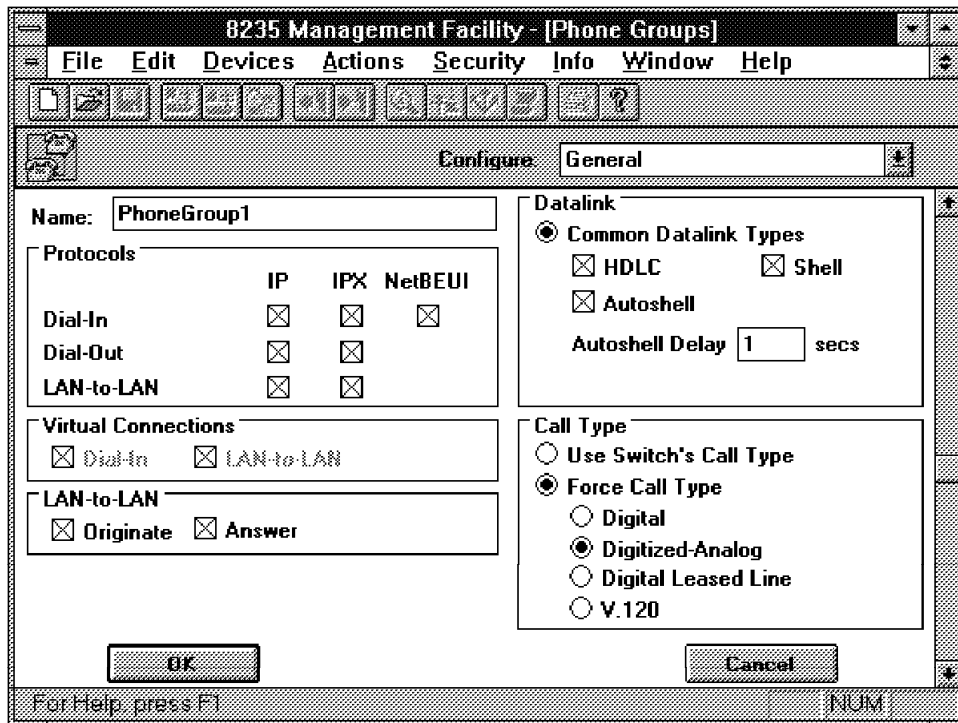 8235 Management Facility - [Phone Groups]
File Edit Devices Actions Security Info Window Help
Configure: General
Name: PhoneGroup1
Protocols
IP IPX NetBEUI
Dial-In
Dial-Out
LAN-to-LAN
Virtual Connections
Dial-In LAN-to-LAN
LAN-to-LAN
Originate Answer
Datalink
Common Datalink Types
HDLC Shell
Autoshell
Autoshell Delay 1 secs
Call Type
Use Switch's Call Type
Force Call Type
Digital
Digitized-Analog
Digital Leased Line
V.120
OK Cancel
For Help, press F1 NUM